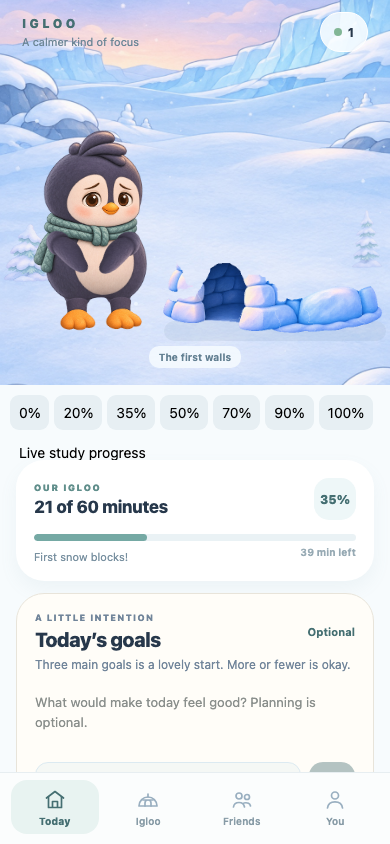 IGLOO
A calmer kind of focus
1
The first walls
0% 20% 35% 50% 70% 90% 100%
Live study progress
OUR IGLOO
21 of 60 minutes
35%
First snow blocks!
39 min left
A LITTLE INTENTION
Today's goals
Optional
Three main goals is a lovely start. More or fewer is okay.
What would make today feel good? Planning is
optional.
Today Igloo Friends You